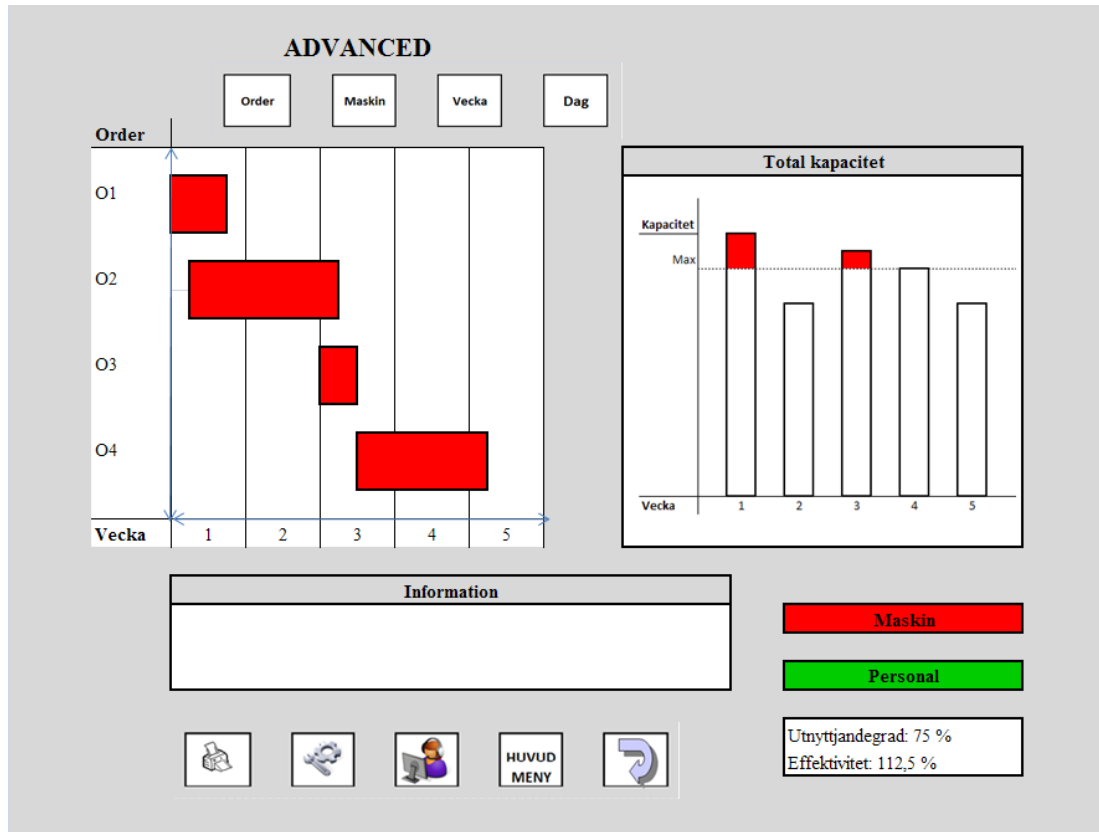 ADVANCED
Order
Maskin
Vecka
Dag
Order
O1
O2
O3
O4
Vecka 1 2 3 4 5
Total kapacitet
Kapacitet
Max
Vecka 1 2 3 4 5
Information
Maskin
Personal
Utnyttjandegrad: 75 %
Effektivitet: 112,5 %
HUVUD
MENY